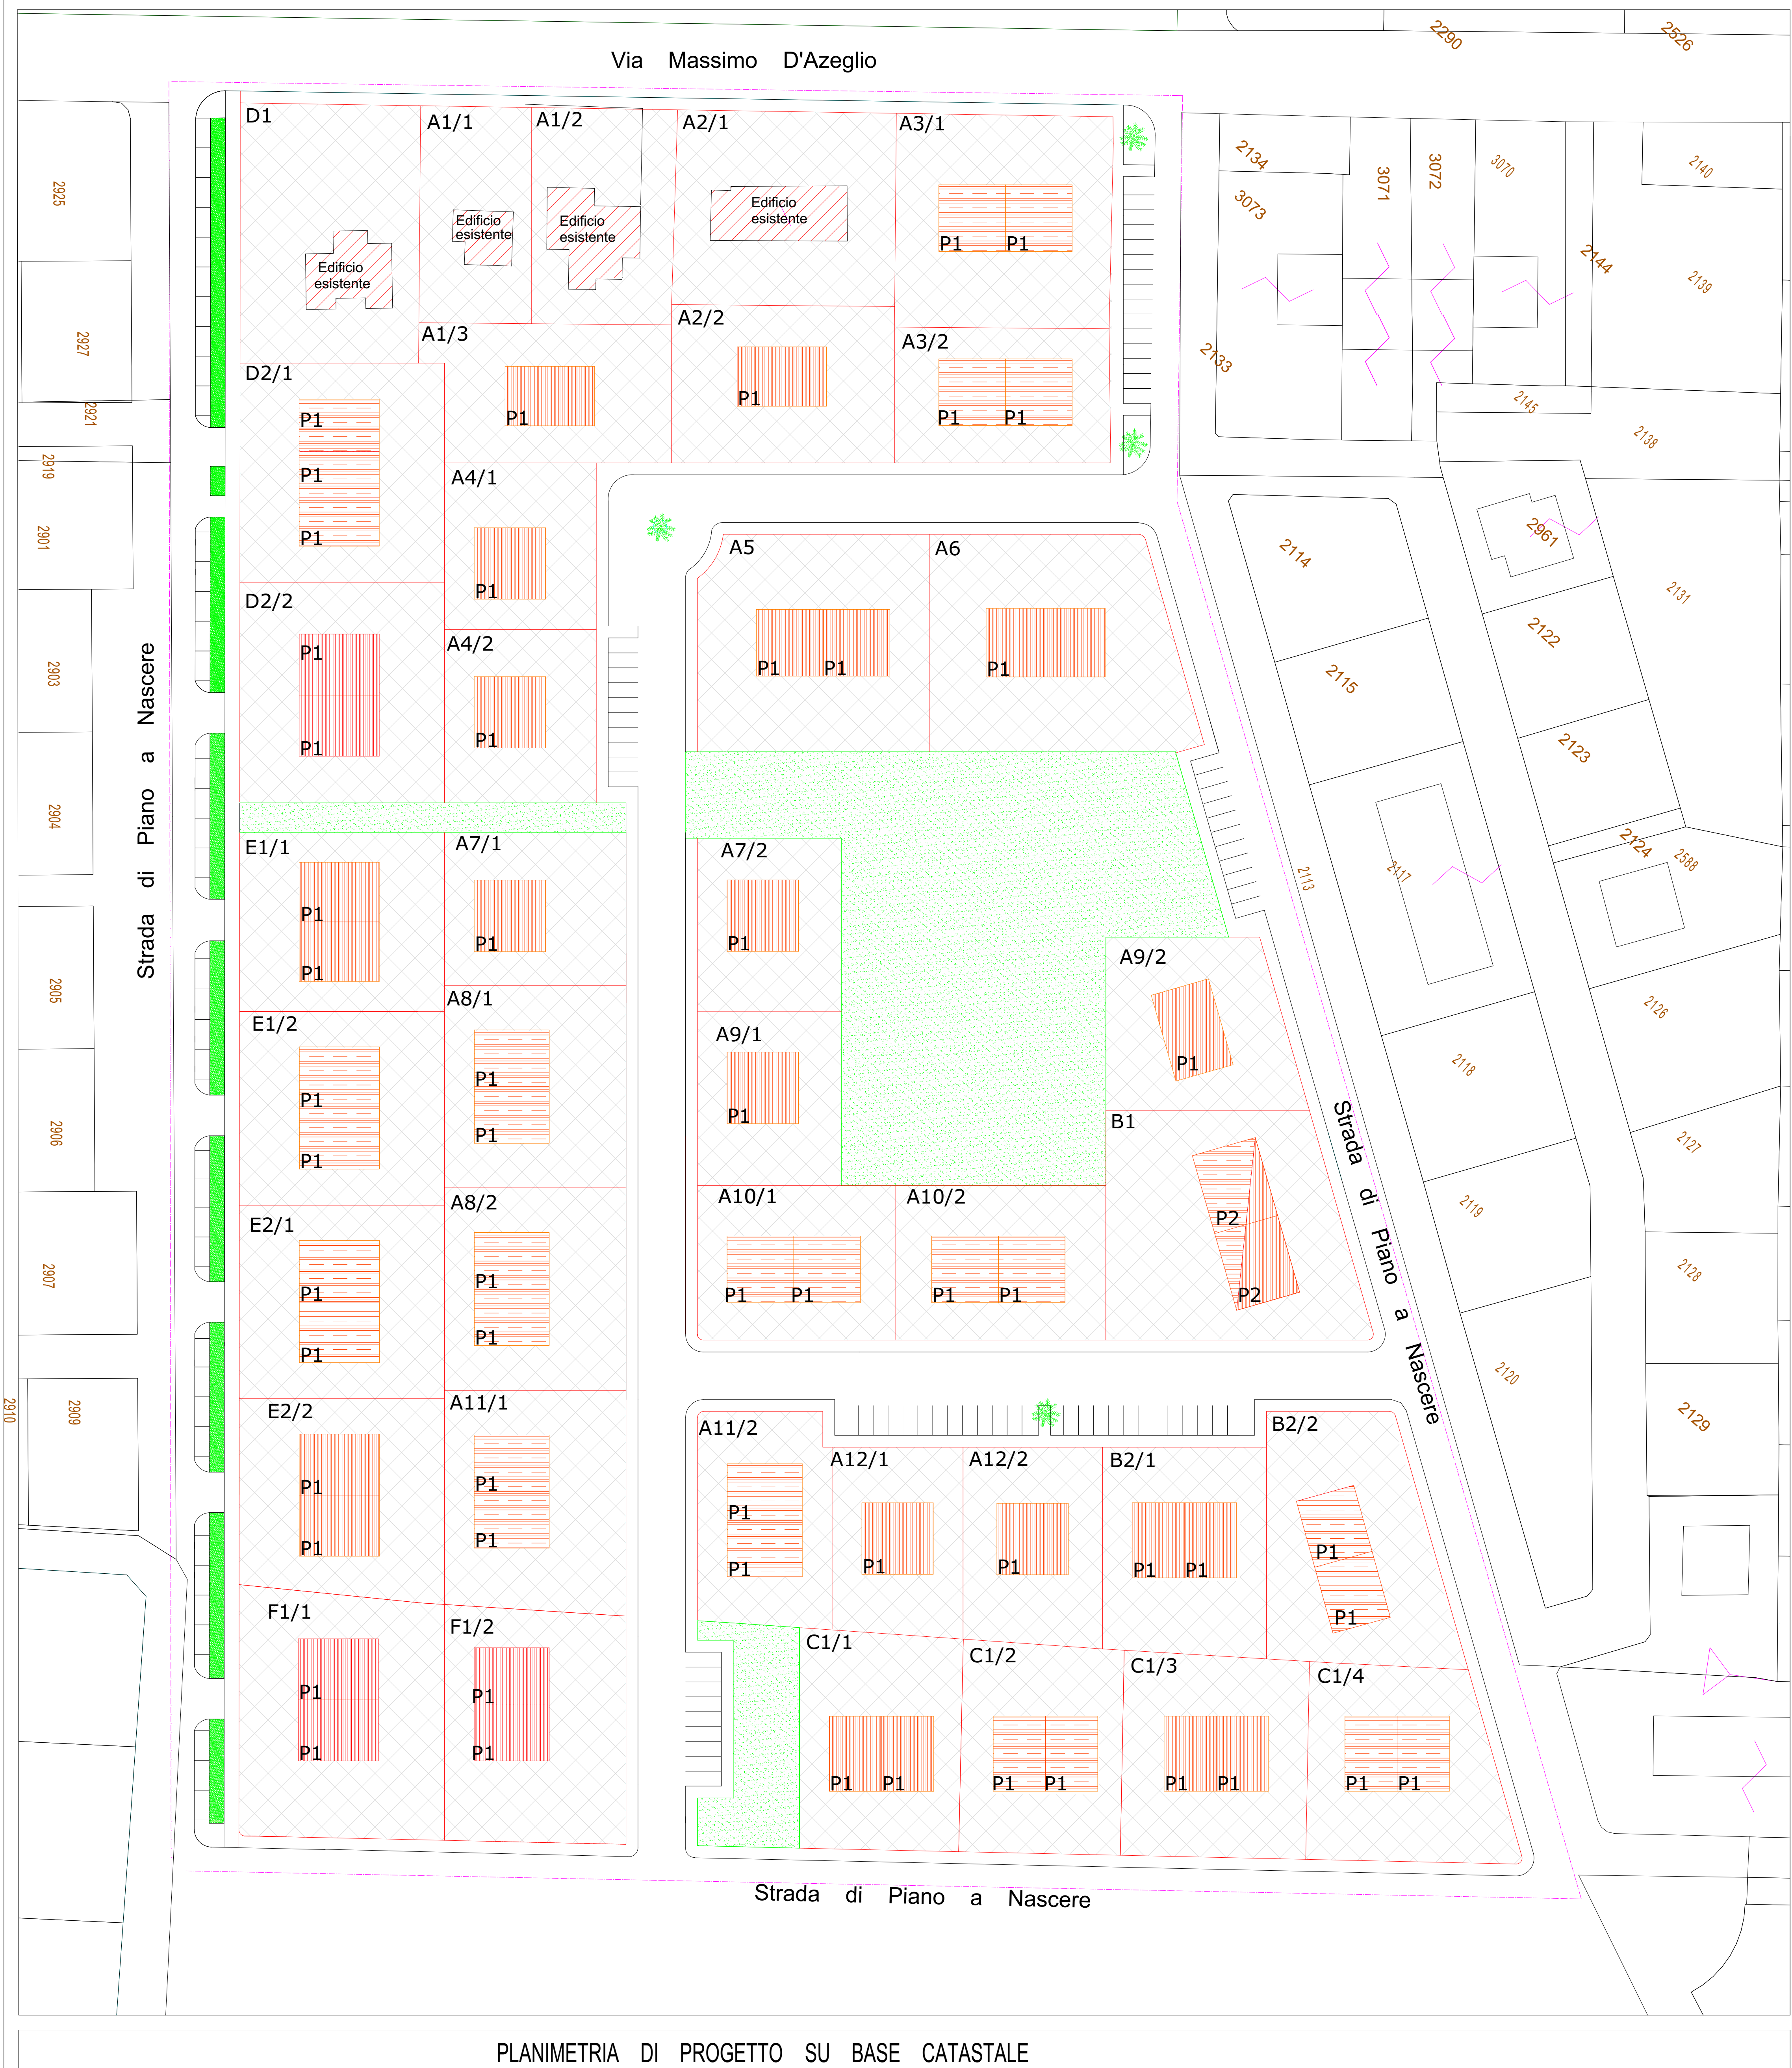 Via Massimo D'Azeglio
2290
2526
D1
A1/1
A1/2
A2/1
A3/1
Edificio
esistente
Edificio
esistente
Edificio
esistente
Edificio
esistente
P1 P1
2925
2927
2921
2919
2901
2903
2904
2905
2906
2907
2909
2910
2134
3073
3071
3072
3070
2140
2144
2139
2133
2145
2138
A1/3
P1
A2/2
P1
A3/2
P1 P1
D2/1
P1
P1
P1
A4/1
P1
D2/2
P1
P1
A4/2
P1
A5
P1 P1
A6
P1
Strada di Piano a Nascere
2114
2115
2961
2131
2122
2123
2124
2588
2117
2113
2126
2118
2127
2119
2128
2120
2129
E1/1
P1
P1
A7/1
P1
A7/2
P1
E1/2
P1
P1
A8/1
P1
P1
A9/1
P1
A9/2
P1
B1
P2
P2
E2/1
P1
P1
A8/2
P1
P1
A10/1
P1 P1
A10/2
P1 P1
Strada di Piano a Nascere
E2/2
P1
P1
A11/1
P1
P1
A11/2
P1
P1
A12/1
P1
A12/2
P1
B2/1
P1 P1
B2/2
P1
P1
F1/1
P1
P1
F1/2
P1
P1
C1/1
P1 P1
C1/2
P1 P1
C1/3
P1 P1
C1/4
P1 P1
Strada di Piano a Nascere
PLANIMETRIA DI PROGETTO SU BASE CATASTALE